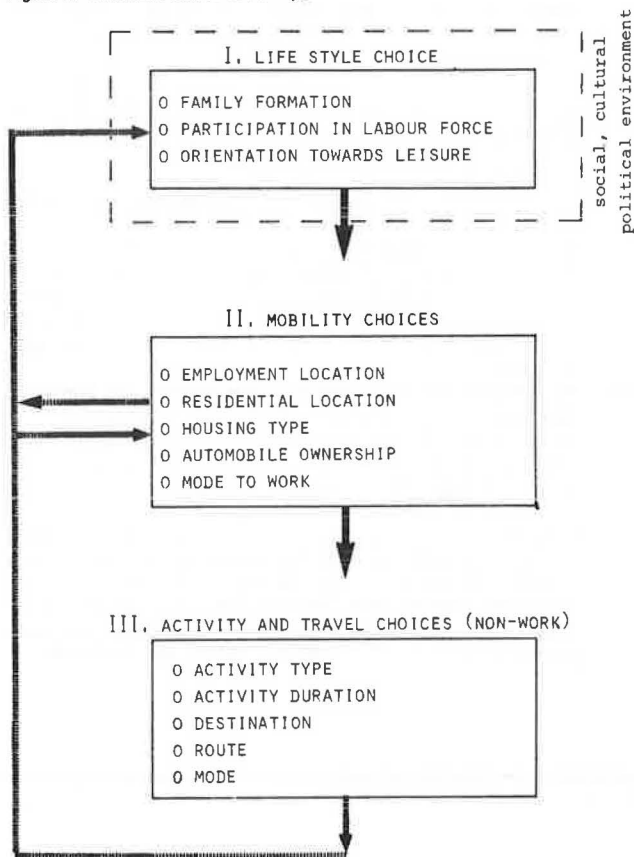 I. LIFE STYLE CHOICE
O FAMILY FORMATION
O PARTICIPATION IN LABOUR FORCE
O ORIENTATION TOWARDS LEISURE
social, cultural
political environment
II. MOBILITY CHOICES
O EMPLOYMENT LOCATION
O RESIDENTIAL LOCATION
O HOUSING TYPE
O AUTOMOBILE OWNERSHIP
O MODE TO WORK
III. ACTIVITY AND TRAVEL CHOICES (NON-WORK)
O ACTIVITY TYPE
O ACTIVITY DURATION
O DESTINATION
O ROUTE
O MODE